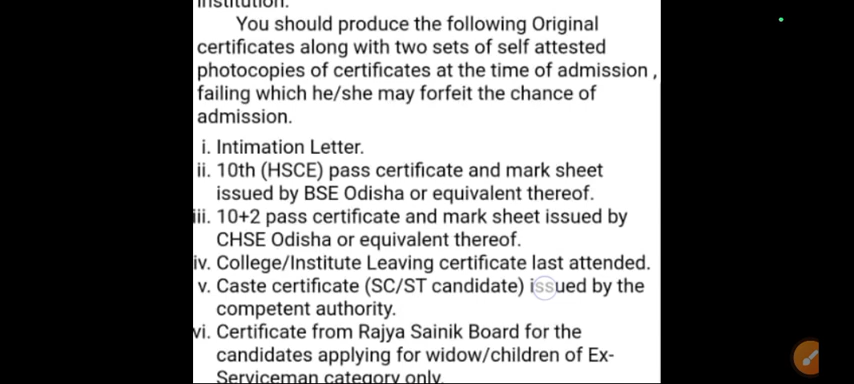 institution.
You should produce the following Original
certificates along with two sets of self attested
photocopies of certificates at the time of admission ,
failing which he/she may forfeit the chance of
admission.
i. Intimation Letter.
ii. 10th (HSCE) pass certificate and mark sheet
issued by BSE Odisha or equivalent thereof.
iii. 10+2 pass certificate and mark sheet issued by
CHSE Odisha or equivalent thereof.
iv. College/Institute Leaving certificate last attended.
v. Caste certificate (SC/ST candidate) issued by the
competent authority.
vi. Certificate from Rajya Sainik Board for the
candidates applying for widow/children of Ex-
Serviceman category only.